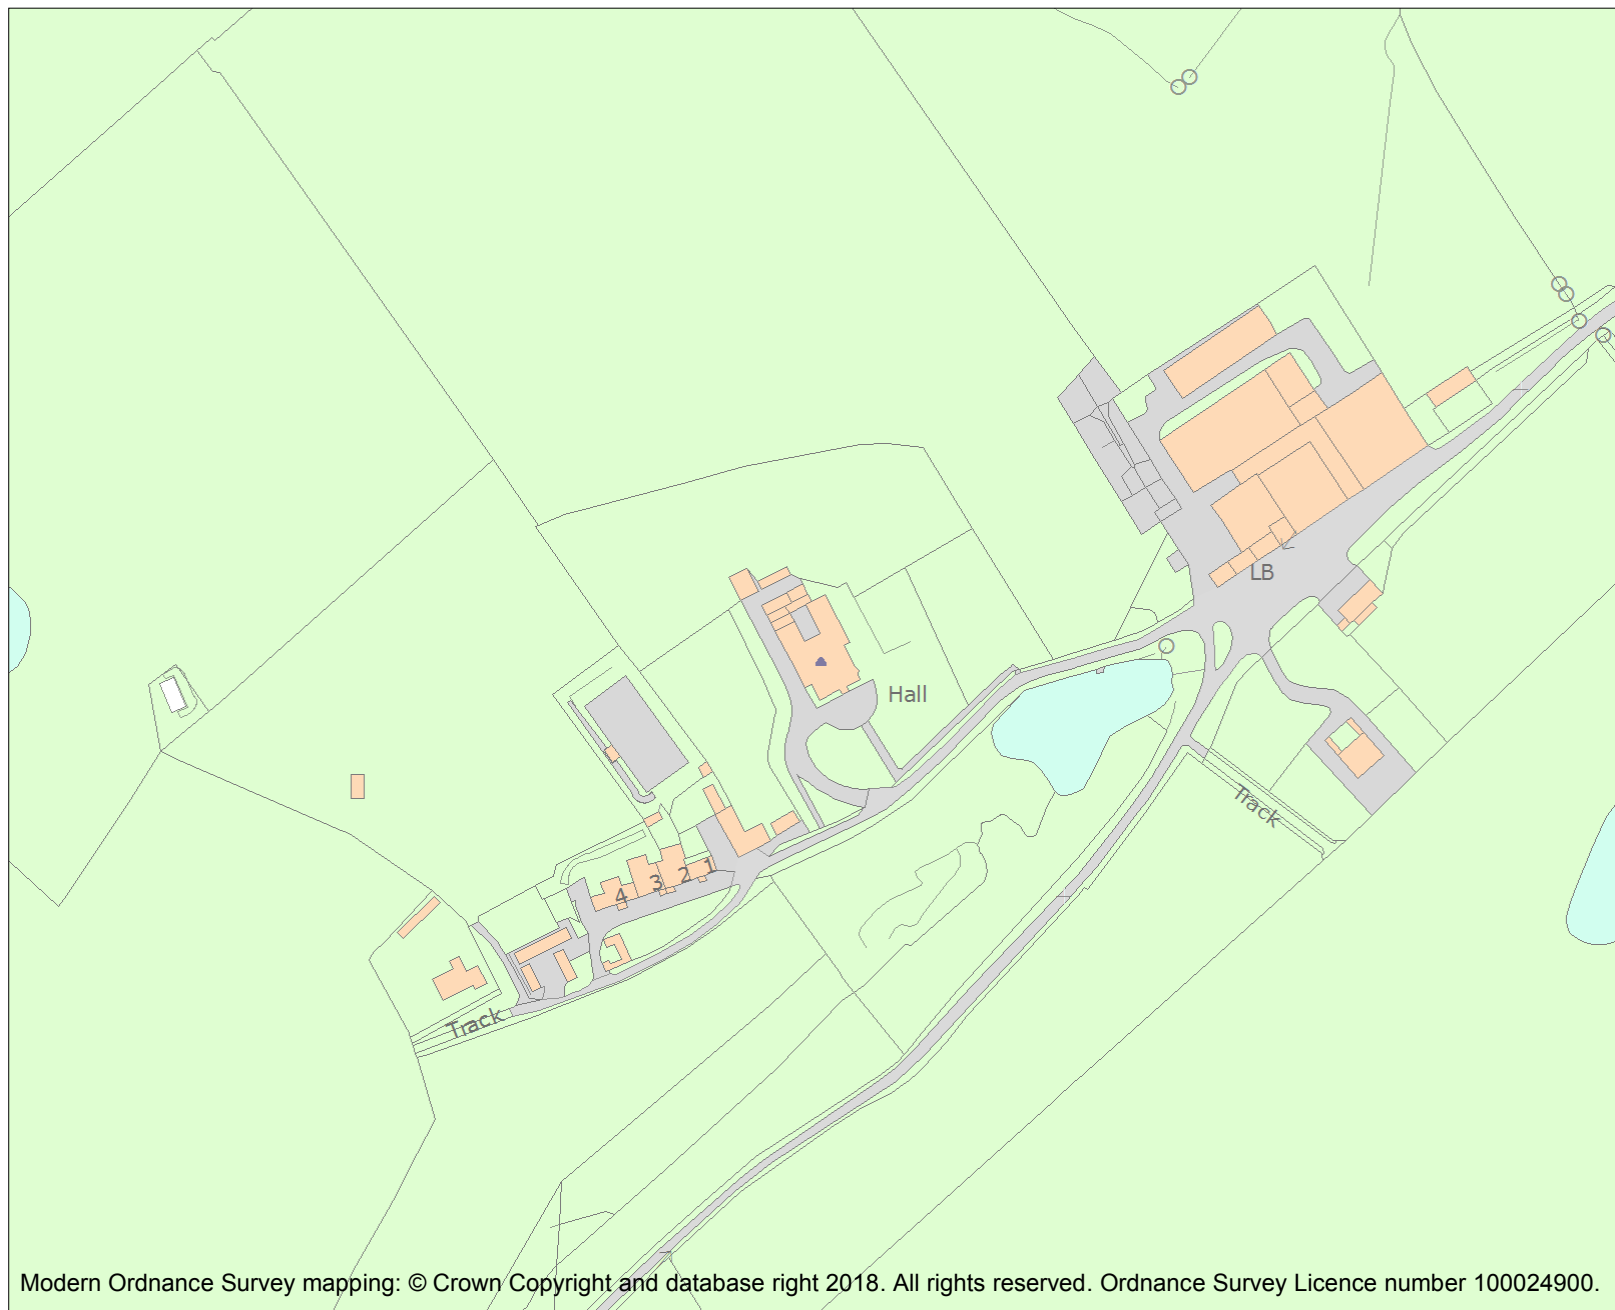 LB
Hall
Track
1
2
3
4
Track
Modern Ordnance Survey mapping: © Crown Copyright and database right 2018. All rights reserved. Ordnance Survey Licence number 100024900.